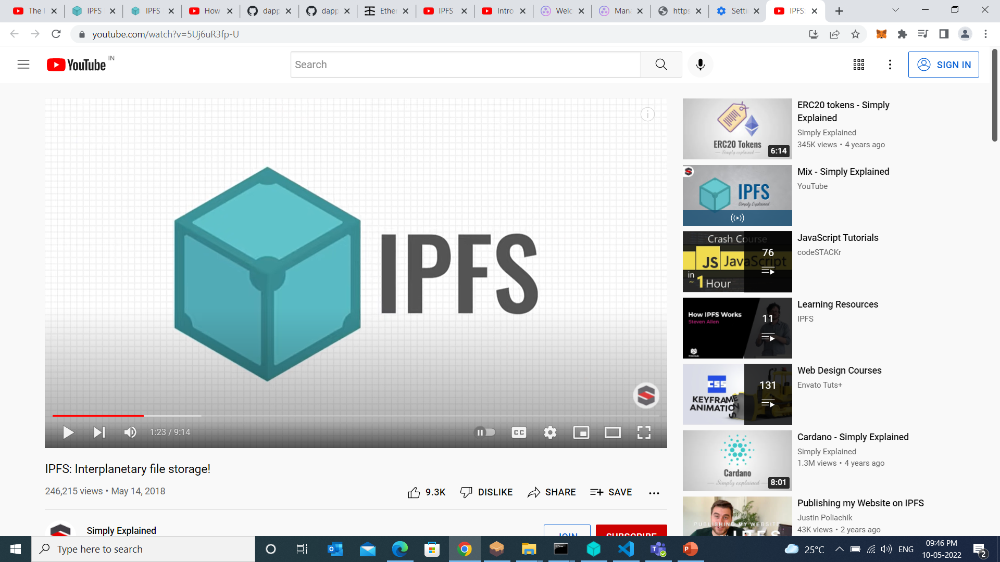 The I
IPFS
IPFS
How
dapp
dapp
Ether
IPFS
Intro
Welc
Mana
https
Setti
IPFS:
youtube.com/watch?v=5Uj6uR3fp-U
YouTube IN
Search
SIGN IN
IPFS
1:23 / 9:14
CC
IPFS: Interplanetary file storage!
246,215 views • May 14, 2018
9.3K
DISLIKE
SHARE
SAVE
Simply Explained
JOIN
SUBSCRIBE
ERC20 Tokens
Simply explained
6:14
ERC20 tokens - Simply
Explained
Simply Explained
345K views • 4 years ago
IPFS
Simply Explained
Mix - Simply Explained
YouTube
Crash Course
JS JavaScript
in
~ 1 Hour
76
JavaScript Tutorials
codeSTACKr
How IPFS Works
Steven Allen
11
Learning Resources
IPFS
CSS
KEYFRAME
ANIMATIONS
131
Web Design Courses
Envato Tuts+
Cardano
Simply explained
8:01
Cardano - Simply Explained
Simply Explained
1.3M views • 4 years ago
PUBLISHING MY WEBSITE
IPFS
Publishing my Website on IPFS
Justin Poliachik
43K views • 2 years ago
Type here to search
25°C
ENG
09:46 PM
10-05-2022
2